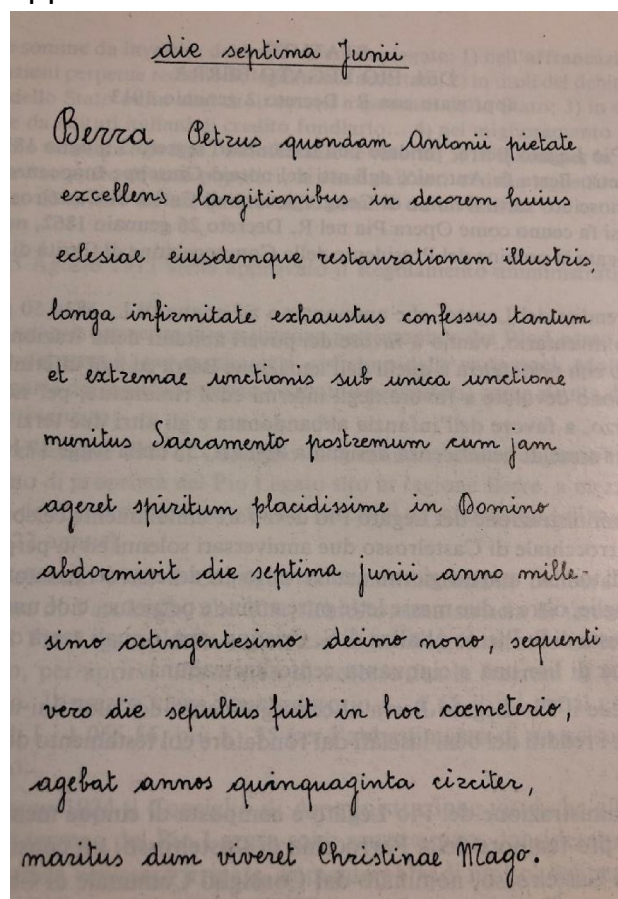 die septima Junii
Berra Petrus quondam Antonii pietate
excellens largitionibus in decorem huius
eclesiae eiusdemque restaurationem illustris,
longa infirmitate exhaustus confessus tantum
et extremae unctionis sub unica unctione
munitus Sacramento postremum cum jam
ageret spiritum placidissime in Domino
abdormivit die septima junii anno mille-
simo octingentesimo decimo nono, sequenti
vero die sepultus fuit in hoc coemeterio,
agebat annos quinquaginta circiter,
maritus dum viveret Christinae Mago.